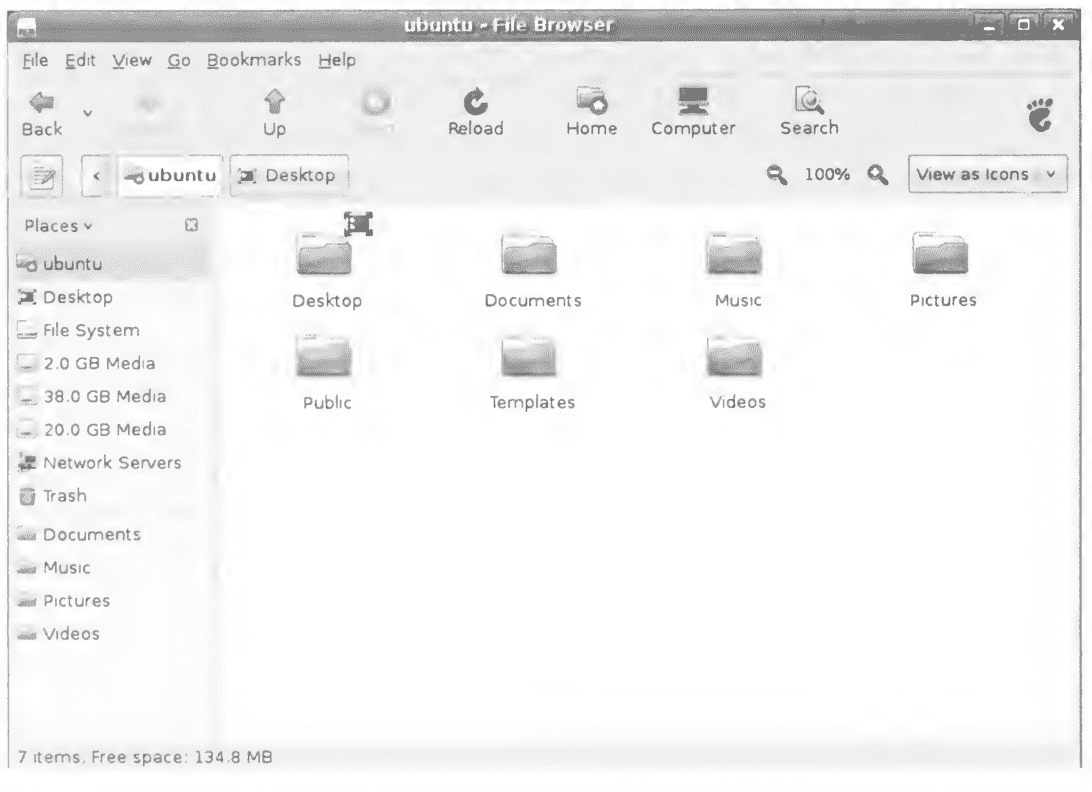 ubuntu - File Browser
File Edit View Go Bookmarks Help
Back Up Reload Home Computer Search
< ubuntu Desktop 100% View as Icons
Places
ubuntu
Desktop
File System
2.0 GB Media
38.0 GB Media
20.0 GB Media
Network Servers
Trash
Documents
Music
Pictures
Videos
Desktop Documents Music Pictures
Public Templates Videos
7 items, Free space: 134.8 MB